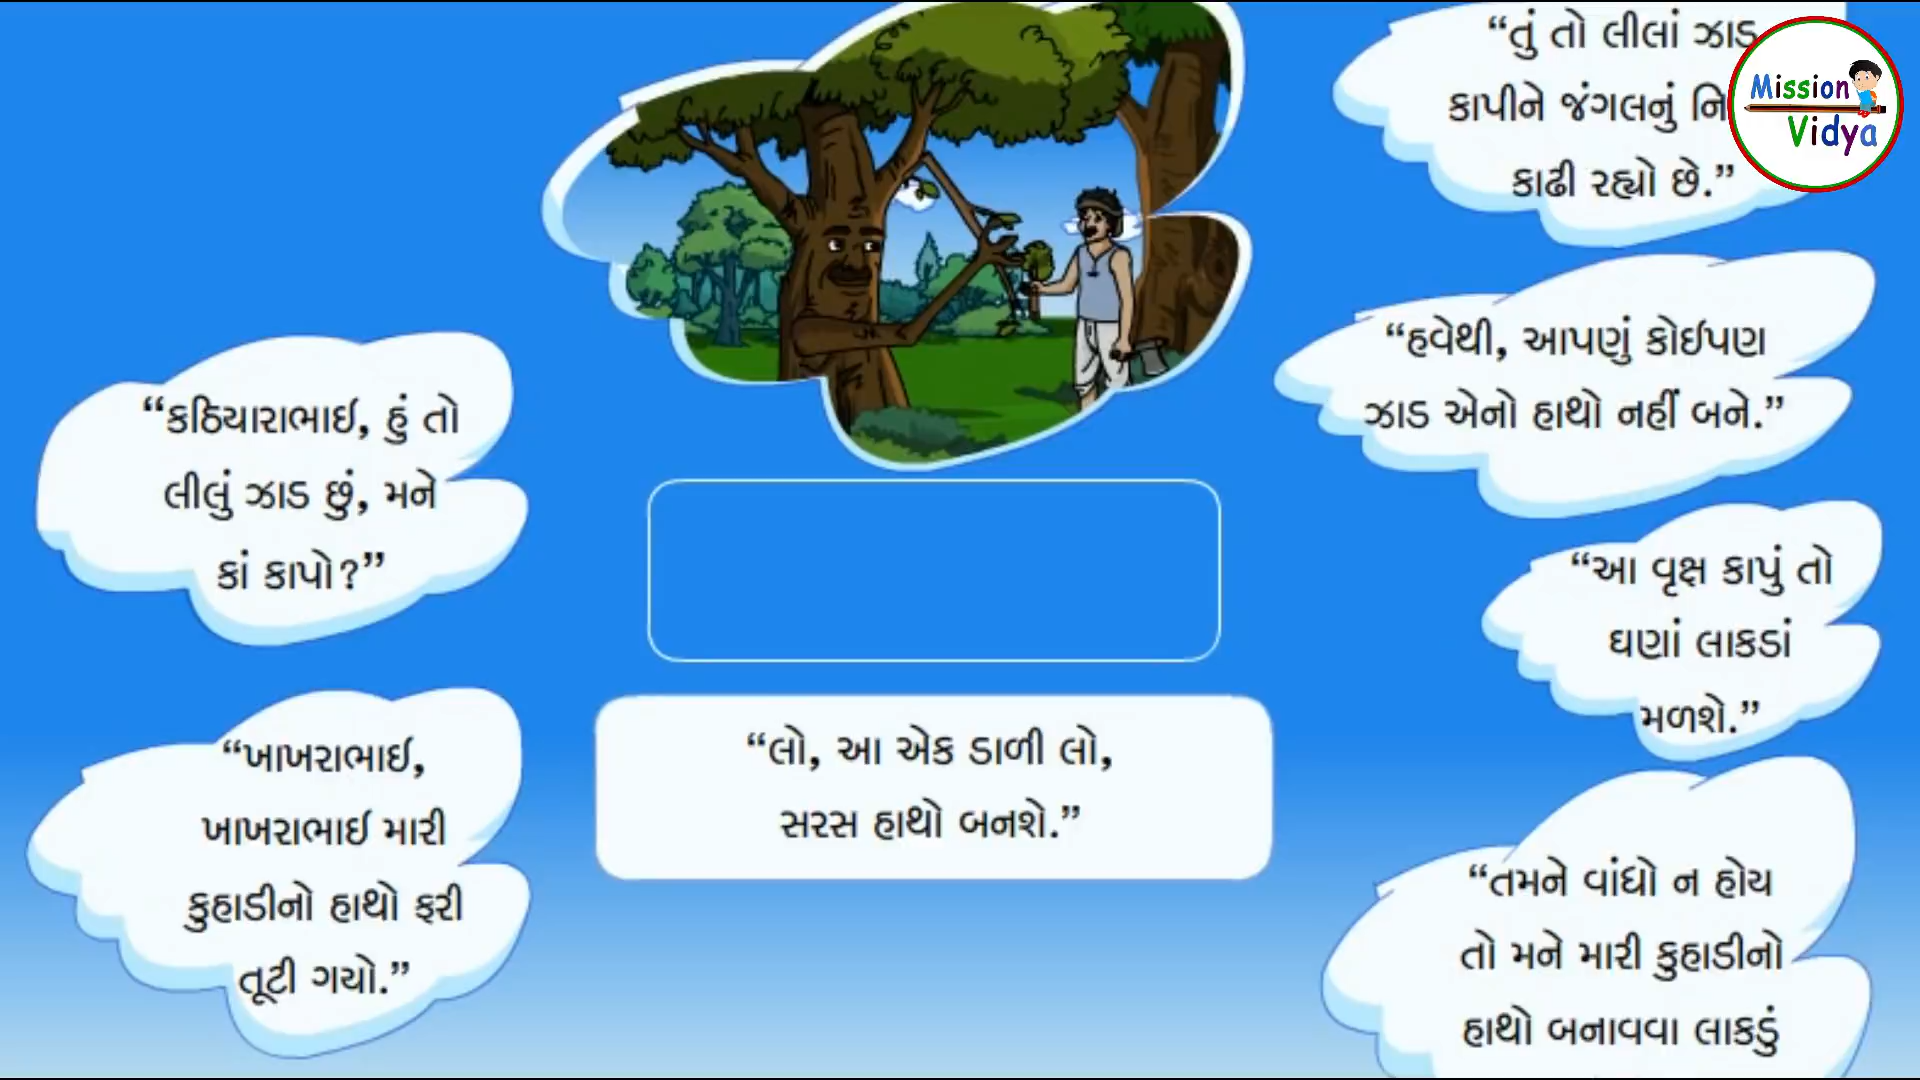 “તું તો લીલાં ઝાડ
કાપીને જંગલનું
કાઢી રહ્યો છે.”
Mission
Vidya
“હવેથી, આપણું કોઈપણ
ઝાડ એનો હાથો નહીં બને.”
“કઠિયારાભાઈ, હું તો
લીલું ઝાડ છું, મને
કાં કાપો?”
“આ વૃક્ષ કાપું તો
ઘણાં લાકડાં
મળશે.”
“ખાખરાભાઈ,
ખાખરાભાઈ મારી
કુહાડીનો હાથો ફરી
તૂટી ગયો.”
“લો, આ એક ડાળી લો,
સરસ હાથો બનશે.”
“તમને વાંધો ન હોય
તો મને મારી કુહાડીનો
હાથો બનાવવા લાકડું